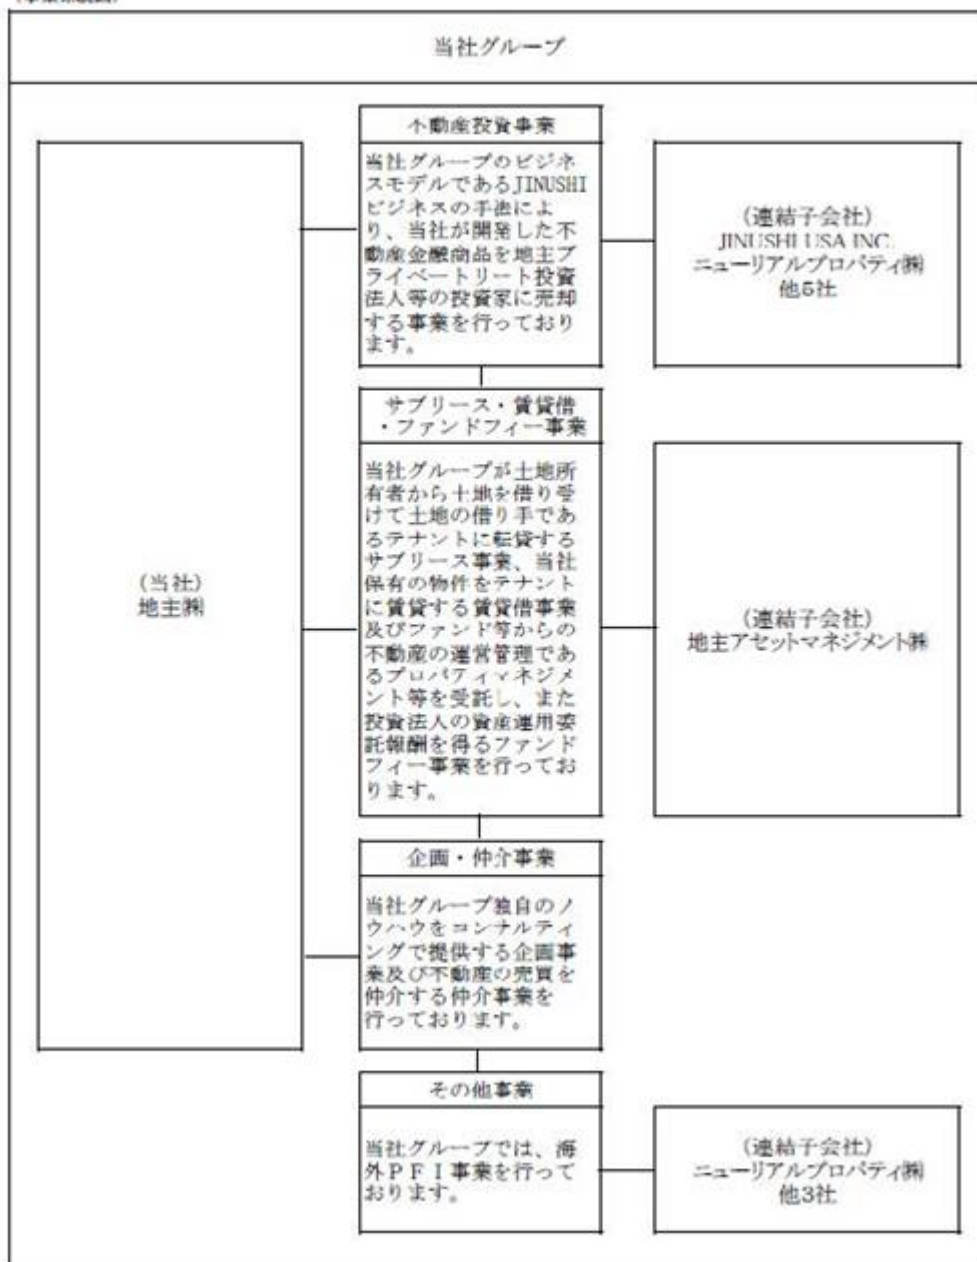 当社グループ
(当社)
地主㈱
不動産投資事業
当社グループのビジネ
スモデルであるJINUSHI
ビジネスの手法によ
り、当社が開発した不
動産金融商品を地主プ
ライベートリート投資
法人等の投資家に売却
する事業を行っており
ます。
(連結子会社)
JINUSHI USA INC.
ニューリアルプロパティ㈱
他5社
サブリース・賃貸借
・ファンドフィー事業
当社グループが土地所
有者から土地を借り受
けて土地の借り手であ
るテナントに転貸する
サブリース事業、当社
保有の物件をテナント
に賃貸する賃貸借事業
及びファンド等からの
不動産の運営管理であ
るプロパティマネジメ
ント等を受託し、また
投資法人の資産運用委
託報酬を得るファンド
フィー事業を行ってお
ります。
(連結子会社)
地主アセットマネジメント㈱
企画・仲介事業
当社グループ独自のノ
ウハウをコンサルティ
ングで提供する企画事
業及び不動産の売買を
仲介する仲介事業を
行っております。
その他事業
当社グループでは、海
外ＰＦＩ事業を行って
おります。
(連結子会社)
ニューリアルプロパティ㈱
他3社